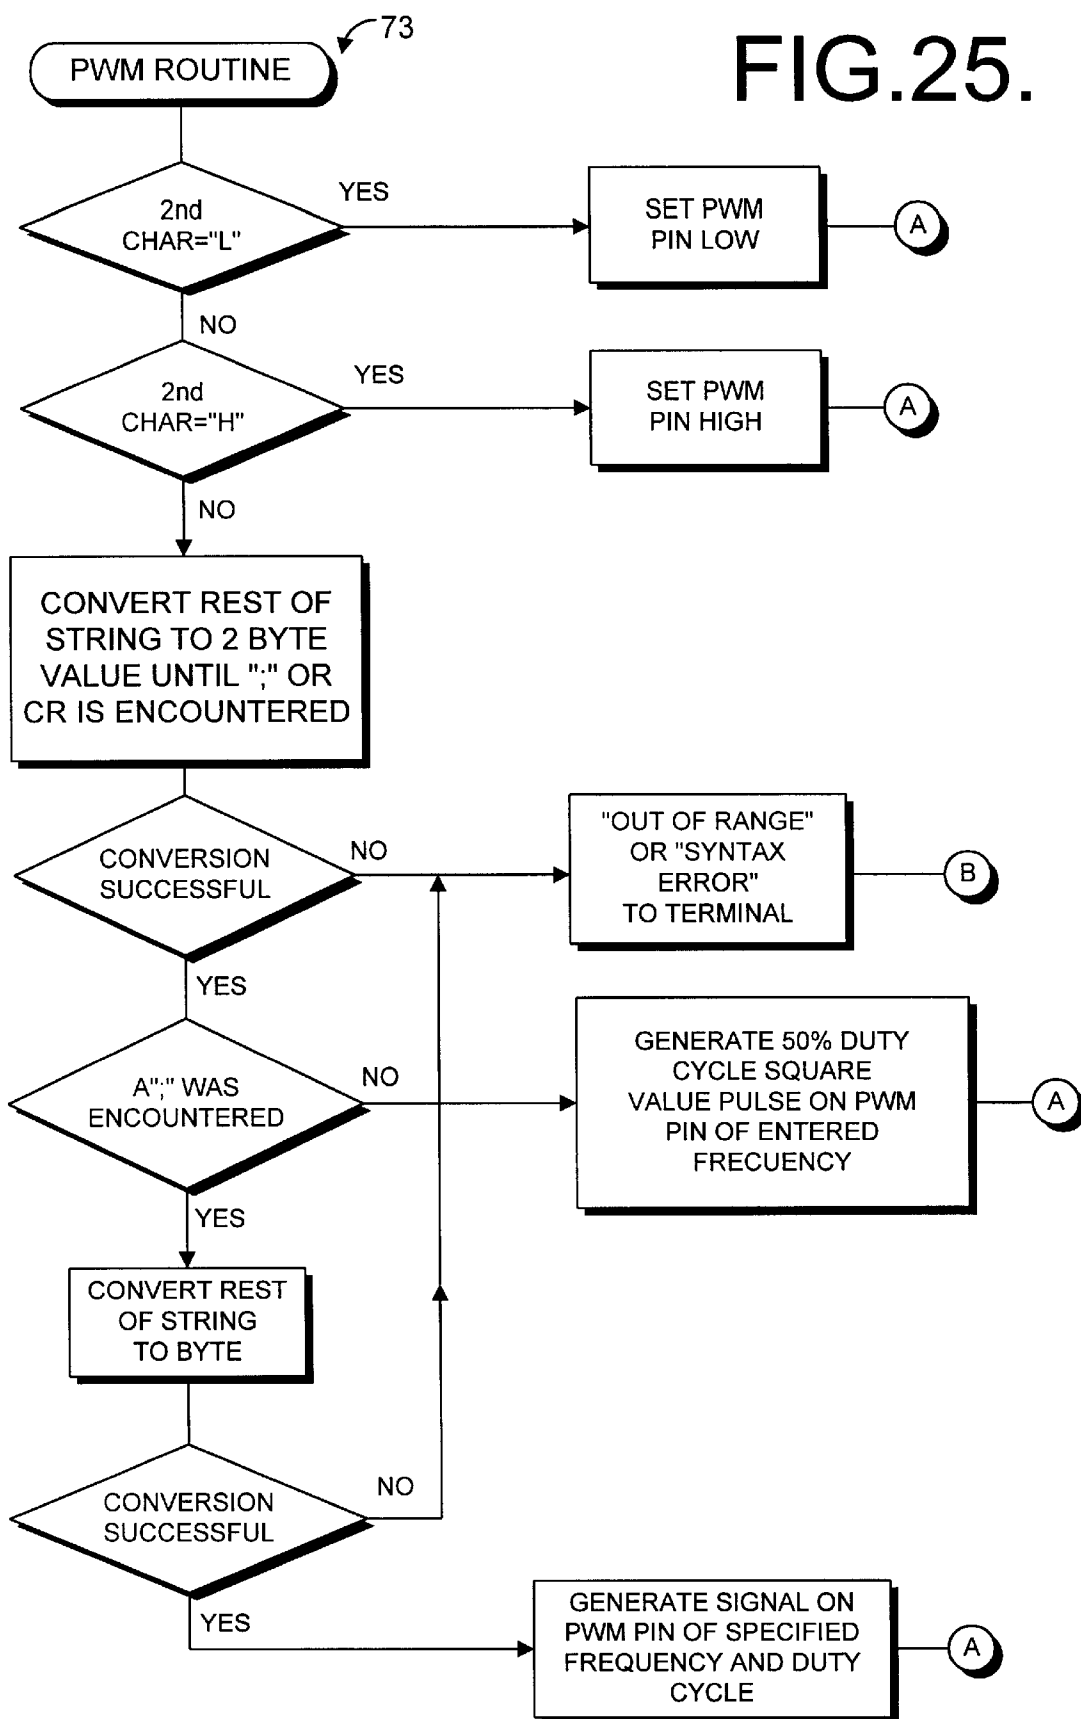 73
PWM ROUTINE
FIG.25.
2nd
CHAR="L"
YES
SET PWM
PIN LOW
A
NO
2nd
CHAR="H"
YES
SET PWM
PIN HIGH
A
NO
CONVERT REST OF
STRING TO 2 BYTE
VALUE UNTIL ";" OR
CR IS ENCOUNTERED
CONVERSION
SUCCESSFUL
NO
"OUT OF RANGE"
OR "SYNTAX
ERROR"
TO TERMINAL
B
YES
A";" WAS
ENCOUNTERED
NO
GENERATE 50% DUTY
CYCLE SQUARE
VALUE PULSE ON PWM
PIN OF ENTERED
FRECUENCY
A
YES
CONVERT REST
OF STRING
TO BYTE
CONVERSION
SUCCESSFUL
NO
YES
GENERATE SIGNAL ON
PWM PIN OF SPECIFIED
FREQUENCY AND DUTY
CYCLE
A